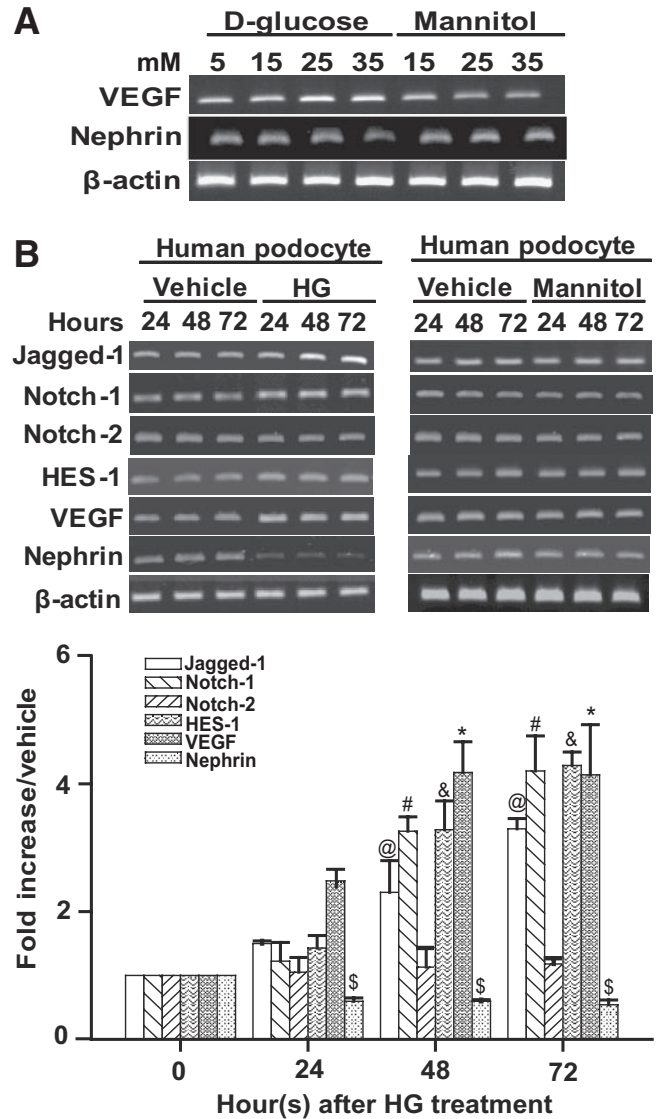 A
D-glucose Mannitol
mM 5 15 25 35 15 25 35
VEGF
Nephrin
β-actin
B
Human podocyte Human podocyte
Vehicle HG Vehicle Mannitol
Hours 24 48 72 24 48 72 24 48 72 24 48 72
Jagged-1
Notch-1
Notch-2
HES-1
VEGF
Nephrin
β-actin
6
4
2
0
Fold increase/vehicle
Jagged-1
Notch-1
Notch-2
HES-1
VEGF
Nephrin
$ @ # & * $ @ # & * $
0 24 48 72
Hour(s) after HG treatment